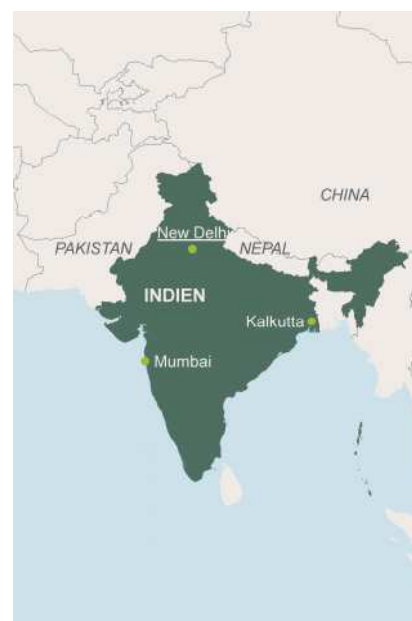 CHINA
New Delhi
PAKISTAN
NEPAL
INDIEN
Kalkutta
Mumbai